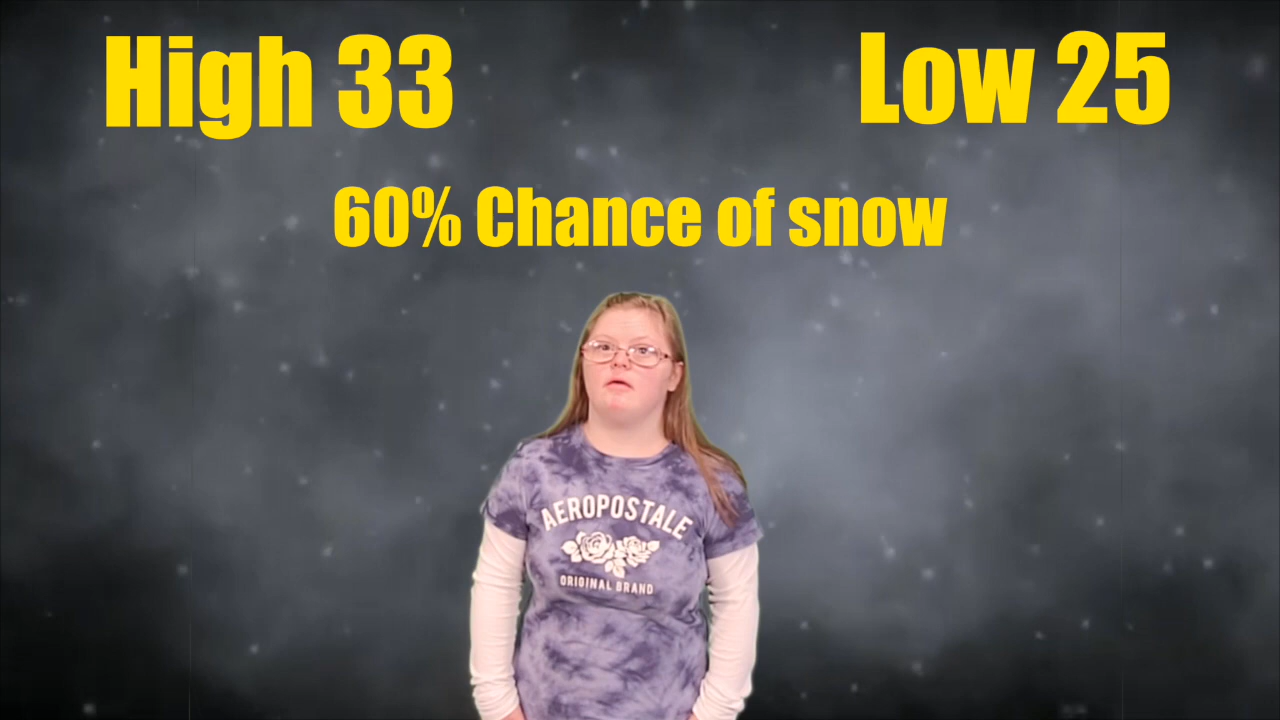 High 33
Low 25
60% Chance of snow
AEROPOSTALE
ORIGINAL BRAND